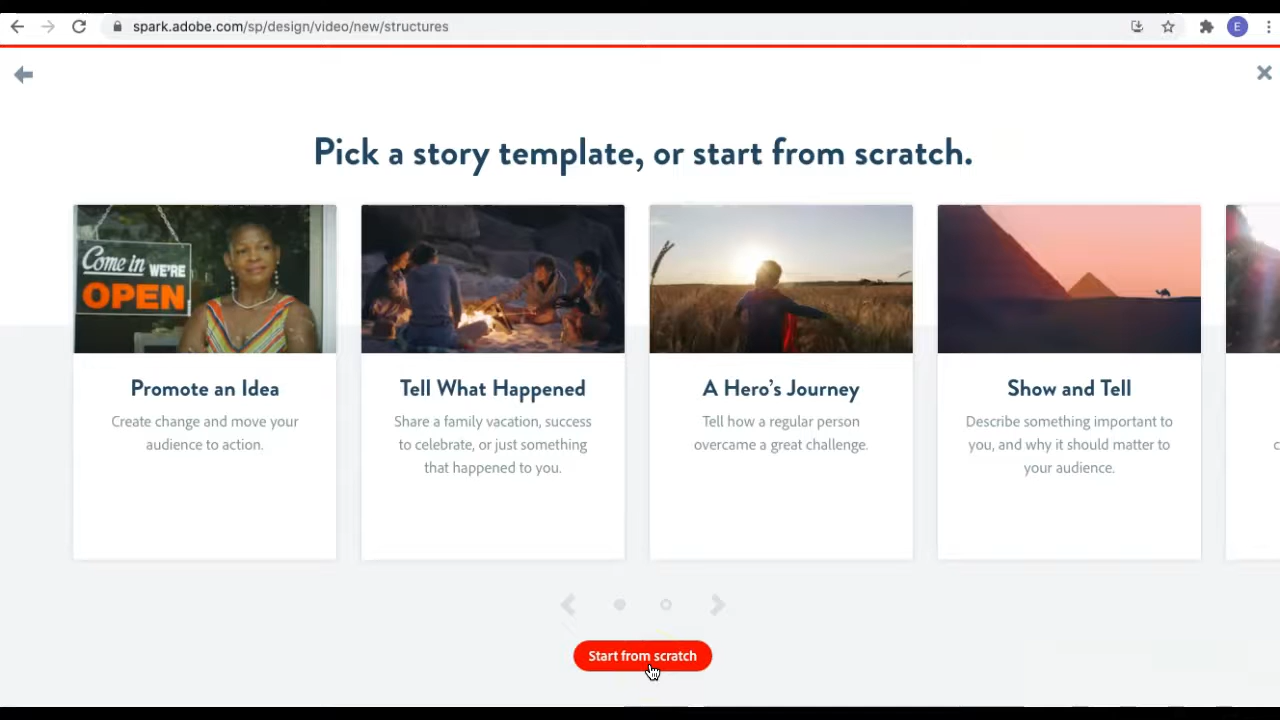 spark.adobe.com/sp/design/video/new/structures
E
Pick a story template, or start from scratch.
Come in WE'RE
OPEN
Promote an Idea
Create change and move your
audience to action.
Tell What Happened
Share a family vacation, success
to celebrate, or just something
that happened to you.
A Hero's Journey
Tell how a regular person
overcame a great challenge.
Show and Tell
Describe something important to
you, and why it should matter to
your audience.
Start from scratch